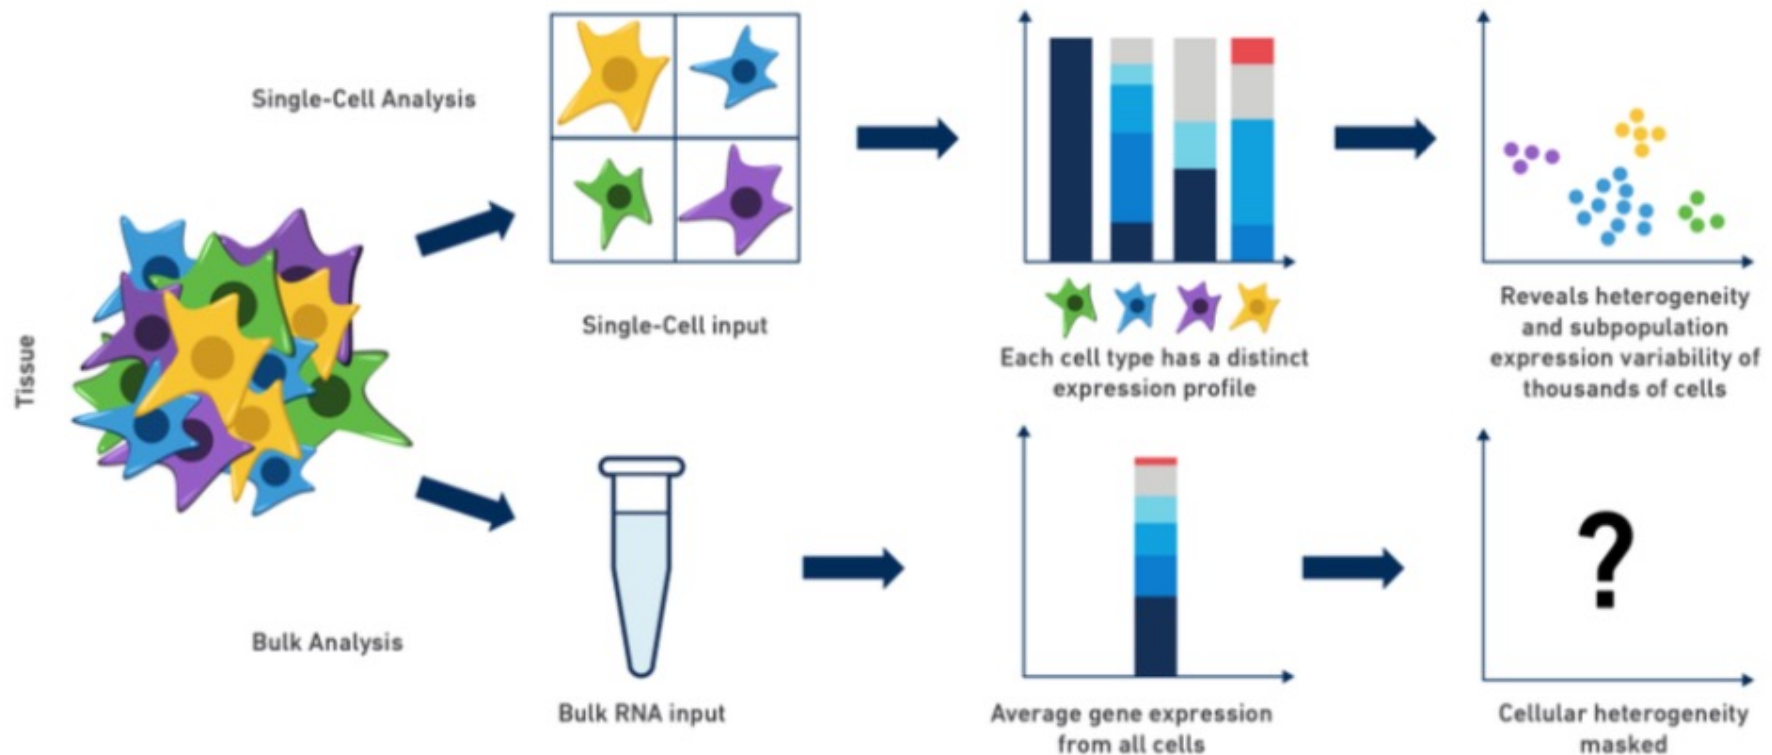 Tissue
Single-Cell Analysis
Single-Cell input
Each cell type has a distinct
expression profile
Reveals heterogeneity
and subpopulation
expression variability of
thousands of cells
Bulk Analysis
Bulk RNA input
Average gene expression
from all cells
?
Cellular heterogeneity
masked